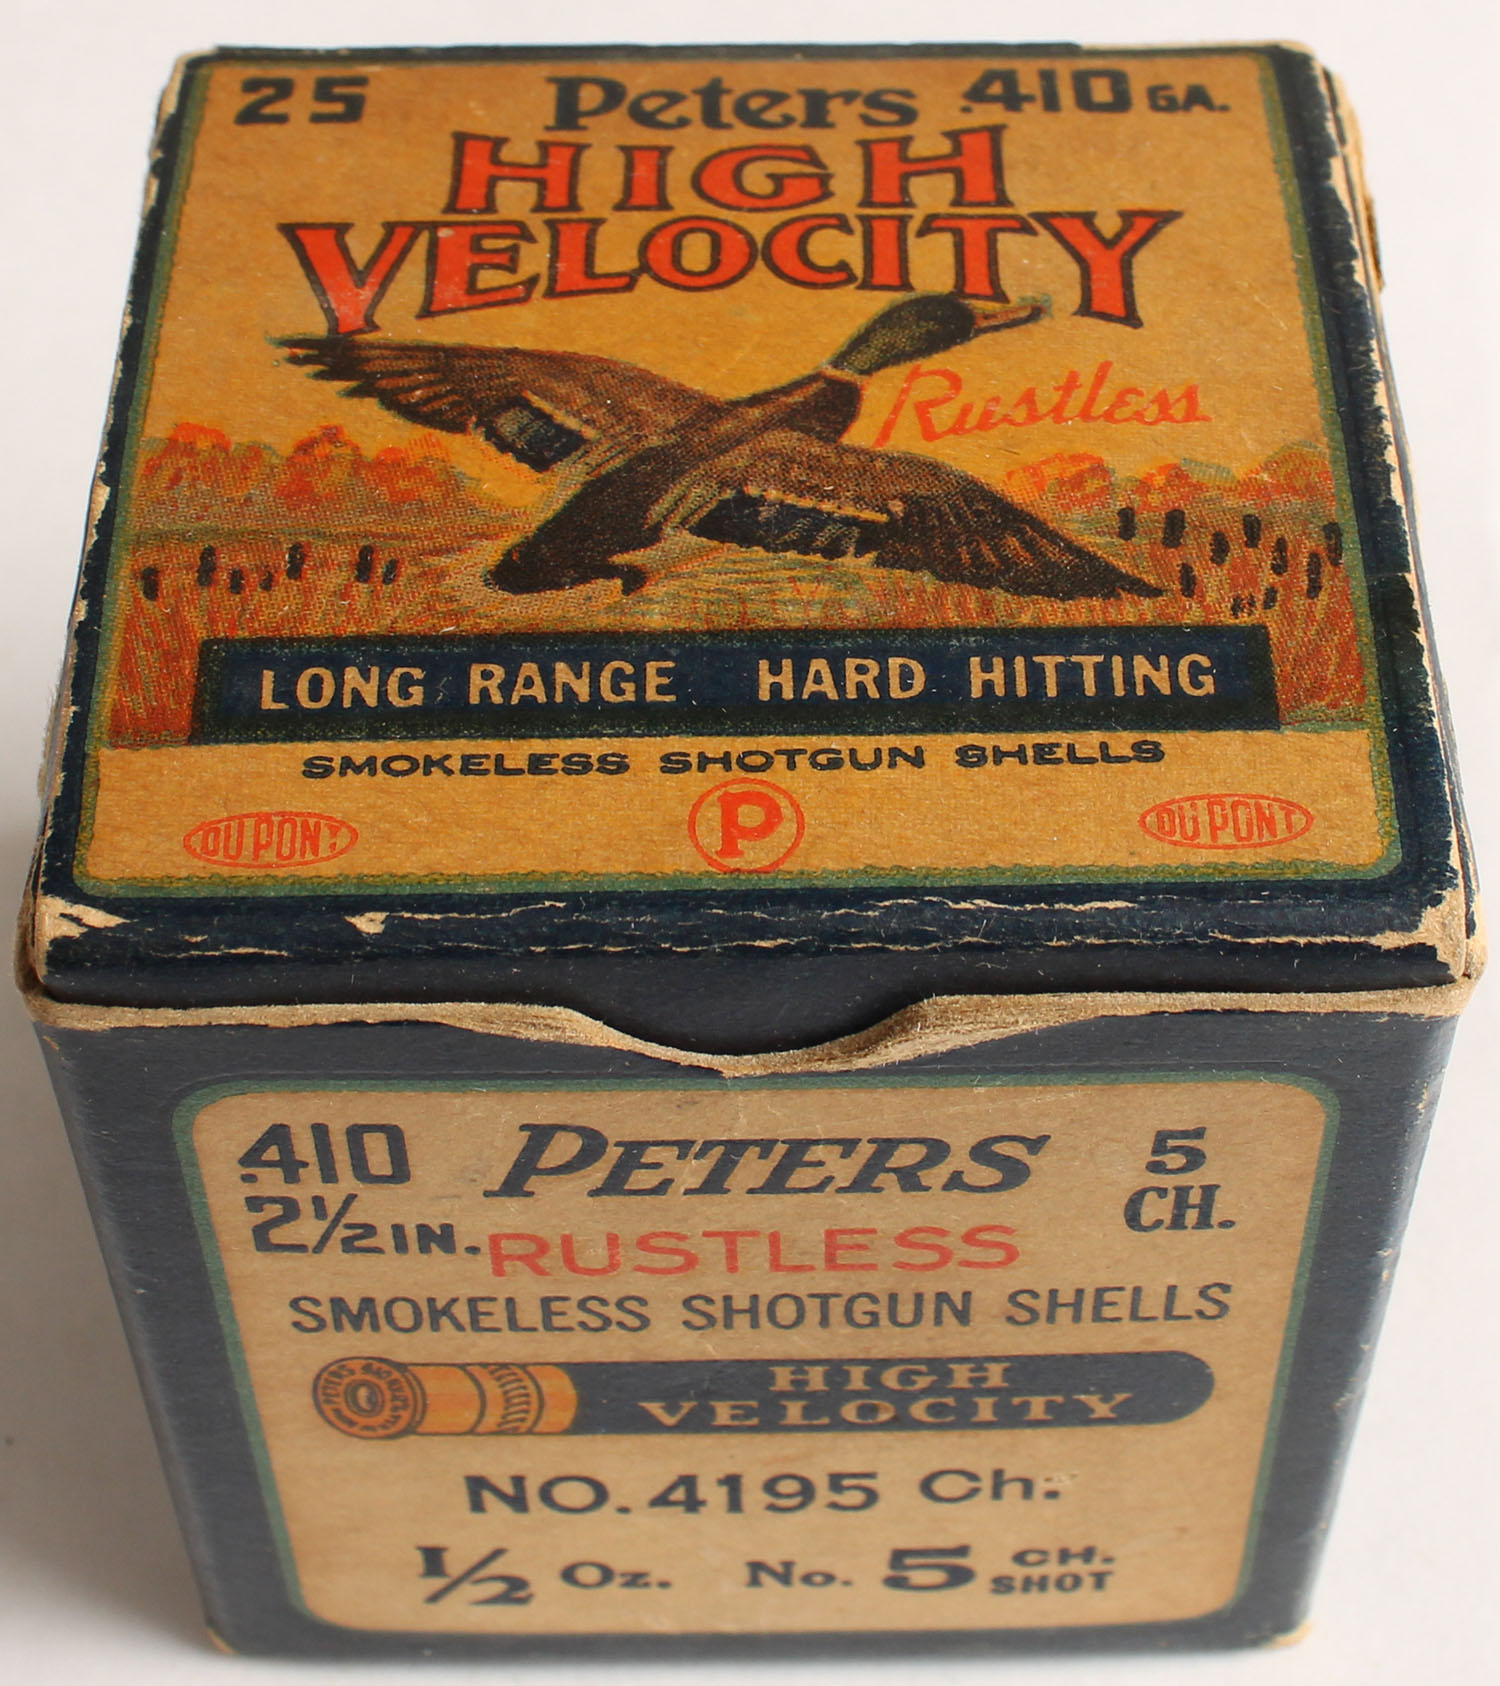 25 Peters .410 GA.
HIGH
VELOCITY
Rustless
LONG RANGE HARD HITTING
SMOKELESS SHOTGUN SHELLS
DU PONT P DU PONT
.410 PETERS 5
2½ IN. RUSTLESS CH.
SMOKELESS SHOTGUN SHELLS
PETERS
HIGH
VELOCITY
NO. 4195 Ch.
½ Oz. No. 5 CH.
SHOT